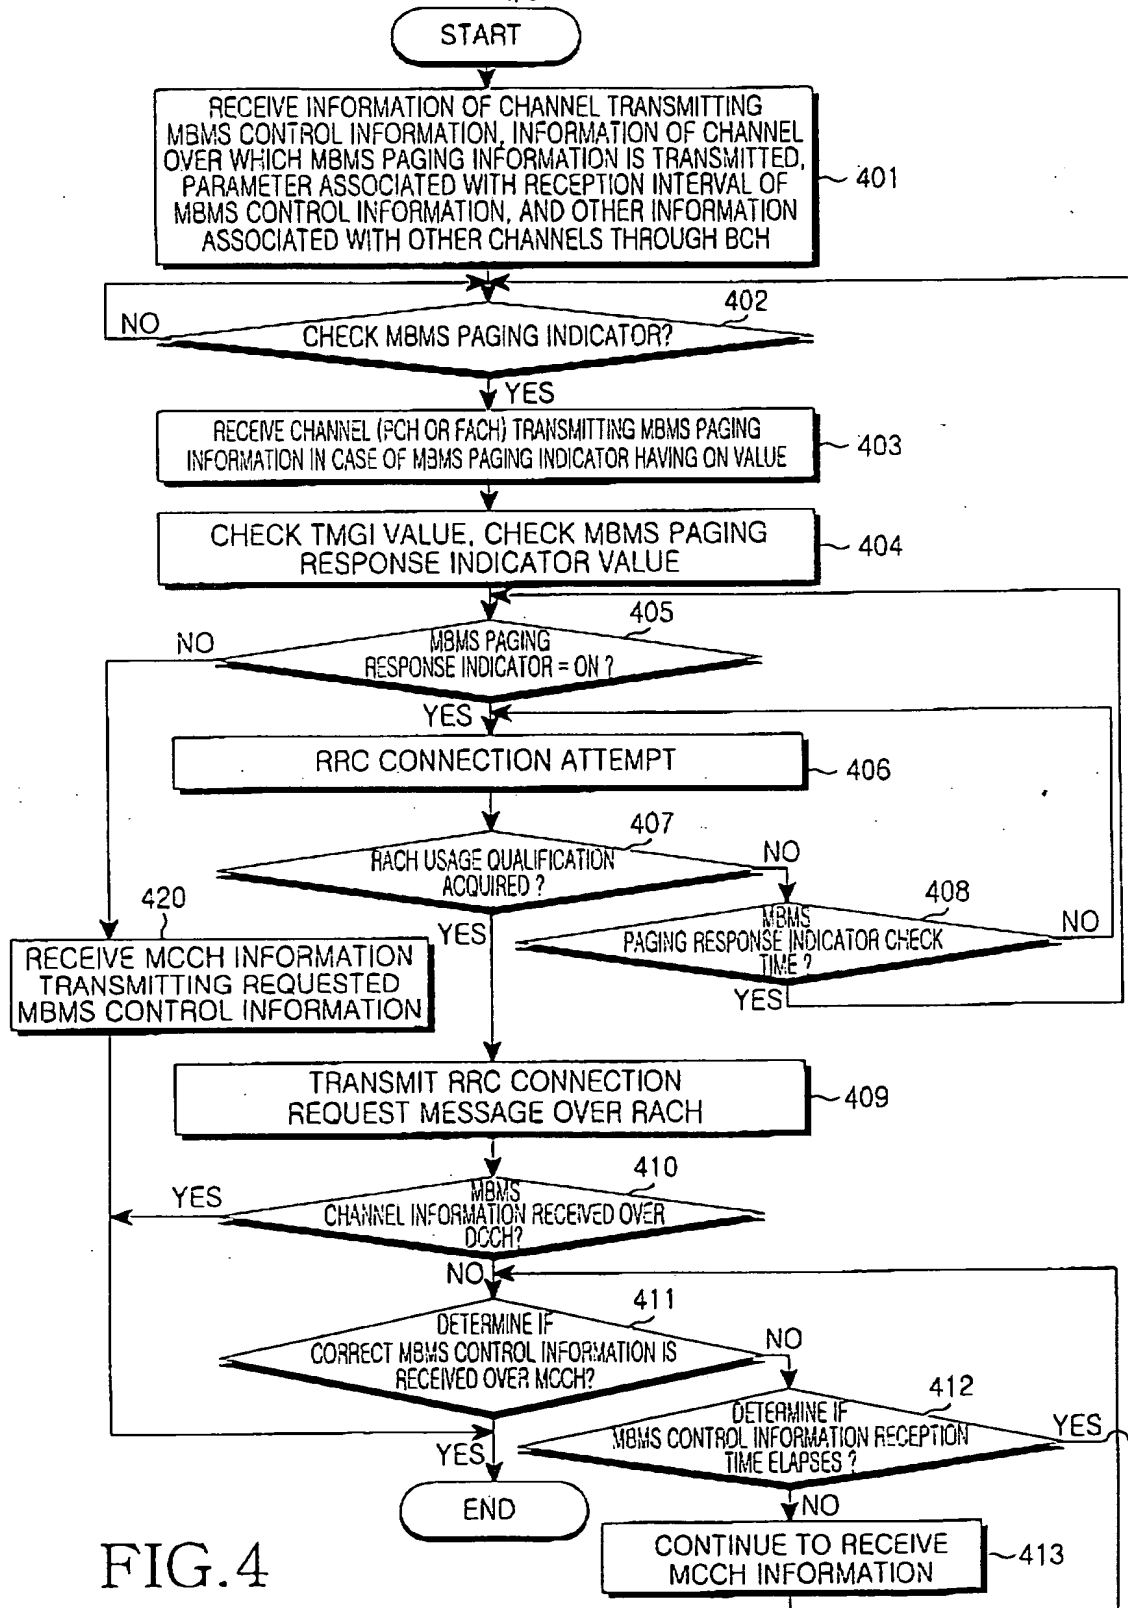 START
RECEIVE INFORMATION OF CHANNEL TRANSMITTING
MBMS CONTROL INFORMATION, INFORMATION OF CHANNEL
OVER WHICH MBMS PAGING INFORMATION IS TRANSMITTED,
PARAMETER ASSOCIATED WITH RECEPTION INTERVAL OF
MBMS CONTROL INFORMATION, AND OTHER INFORMATION
ASSOCIATED WITH OTHER CHANNELS THROUGH BCH
401
402
NO
CHECK MBMS PAGING INDICATOR?
YES
RECEIVE CHANNEL (PCH OR FACH) TRANSMITTING MBMS PAGING
INFORMATION IN CASE OF MBMS PAGING INDICATOR HAVING ON VALUE
403
CHECK TMGI VALUE, CHECK MBMS PAGING
RESPONSE INDICATOR VALUE
404
405
NO
MBMS PAGING
RESPONSE INDICATOR = ON ?
YES
RRC CONNECTION ATTEMPT
406
407
RACH USAGE QUALIFICATION
ACQUIRED ?
NO
YES
408
MBMS
PAGING RESPONSE INDICATOR CHECK
TIME ?
NO
YES
420
RECEIVE MCCH INFORMATION
TRANSMITTING REQUESTED
MBMS CONTROL INFORMATION
TRANSMIT RRC CONNECTION
REQUEST MESSAGE OVER RACH
409
410
YES
MBMS
CHANNEL INFORMATION RECEIVED OVER
DCCH?
NO
411
DETERMINE IF
CORRECT MBMS CONTROL INFORMATION IS
RECEIVED OVER MCCH?
NO
412
DETERMINE IF
MBMS CONTROL INFORMATION RECEPTION
TIME ELAPSES ?
YES
YES
NO
END
CONTINUE TO RECEIVE
MCCH INFORMATION
413
FIG.4